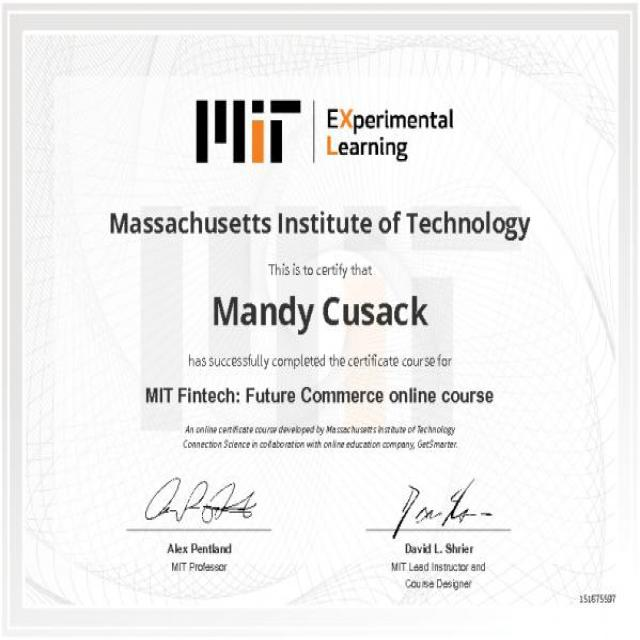 MIT EXperimental
Learning
Massachusetts Institute of Technology
This is to certify that
Mandy Cusack
has successfully completed the certificate course for
MIT Fintech: Future Commerce online course
An online certificate course developed by Massachusetts Institute of Technology
Connection Science in collaboration with online education company, GetSmarter.
Alex Pentland
MIT Professor
David L. Shrier
MIT Lead Instructor and
Course Designer
151675597